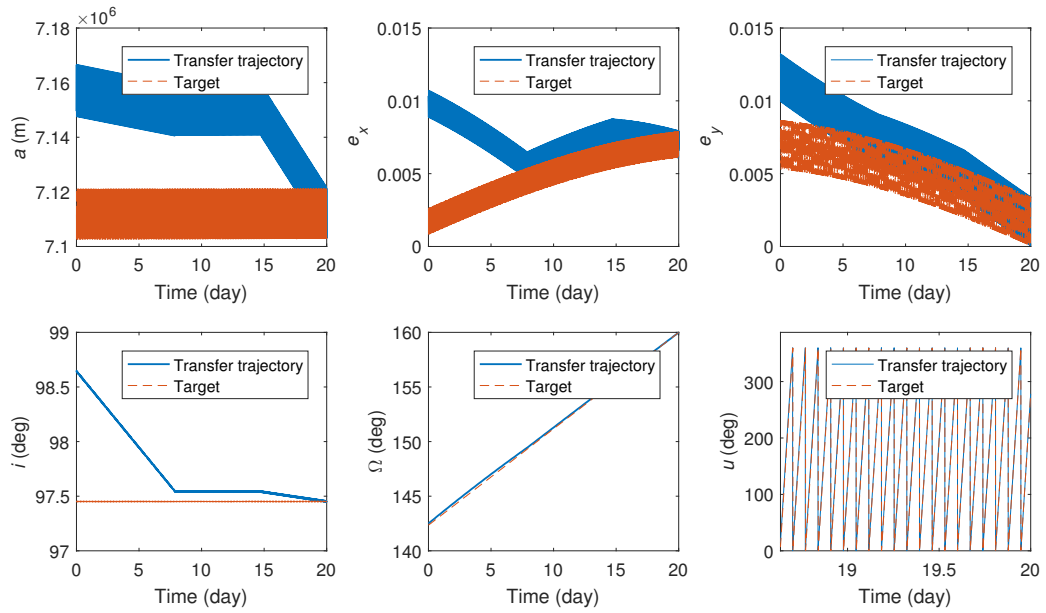 ×10⁶
7.18
7.16
7.14
7.12
7.1
a (m)
0 5 10 15 20
Time (day)
Transfer trajectory
Target
0.015
0.01
0.005
0
eₓ
0 5 10 15 20
Time (day)
Transfer trajectory
Target
0.015
0.01
0.005
0
e_y
0 5 10 15 20
Time (day)
Transfer trajectory
Target
99
98.5
98
97.5
97
i (deg)
0 5 10 15 20
Time (day)
Transfer trajectory
Target
160
155
150
145
140
Ω (deg)
0 5 10 15 20
Time (day)
Transfer trajectory
Target
300
200
100
0
u (deg)
19 19.5 20
Time (day)
Transfer trajectory
Target